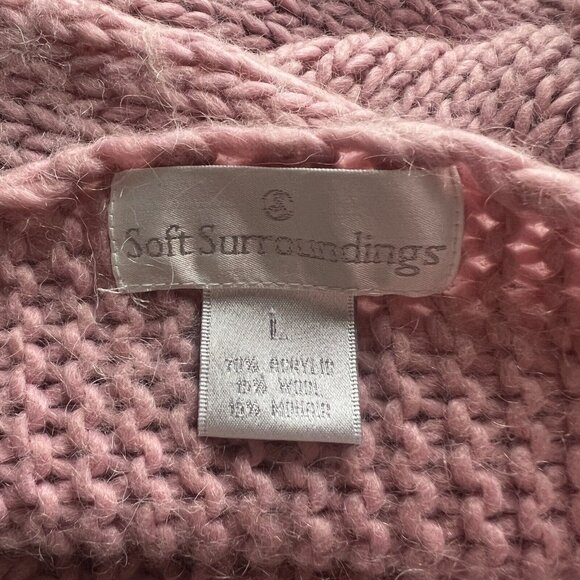 Soft Surroundings
L
70% ACRYLIC
15% WOOL
15% MOHAIR